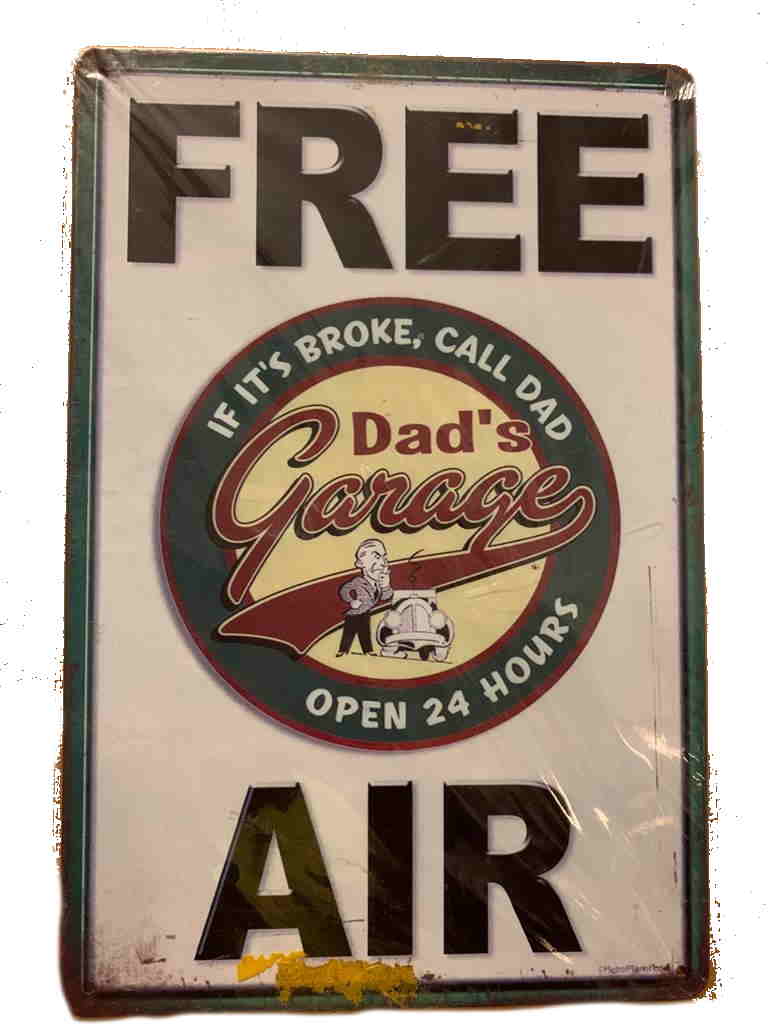 FREE
IF IT'S BROKE, CALL DAD
Dad's
Garage
OPEN 24 HOURS
AIR